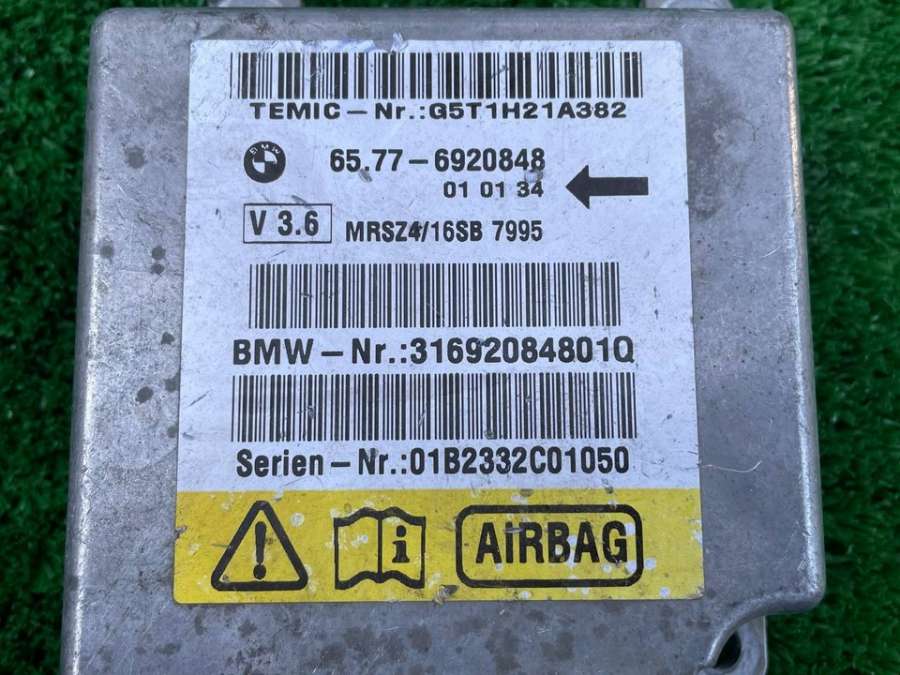 TEMIC-Nr.:G5T1H21A382
BMW
65.77-6920848
01 01 34
V 3.6
MRSZ4/16SB 7995
BMW-Nr.:31692084801Q
Serien-Nr.:01B2332C01050
i
AIRBAG